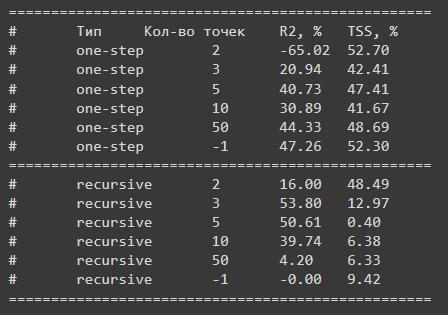 ==================================================
# Тип Кол-во точек R2, % TSS, %
# one-step 2 -65.02 52.70
# one-step 3 20.94 42.41
# one-step 5 40.73 47.41
# one-step 10 30.89 41.67
# one-step 50 44.33 48.69
# one-step -1 47.26 52.30
==================================================
# recursive 2 16.00 48.49
# recursive 3 53.80 12.97
# recursive 5 50.61 0.40
# recursive 10 39.74 6.38
# recursive 50 4.20 6.33
# recursive -1 -0.00 9.42
==================================================